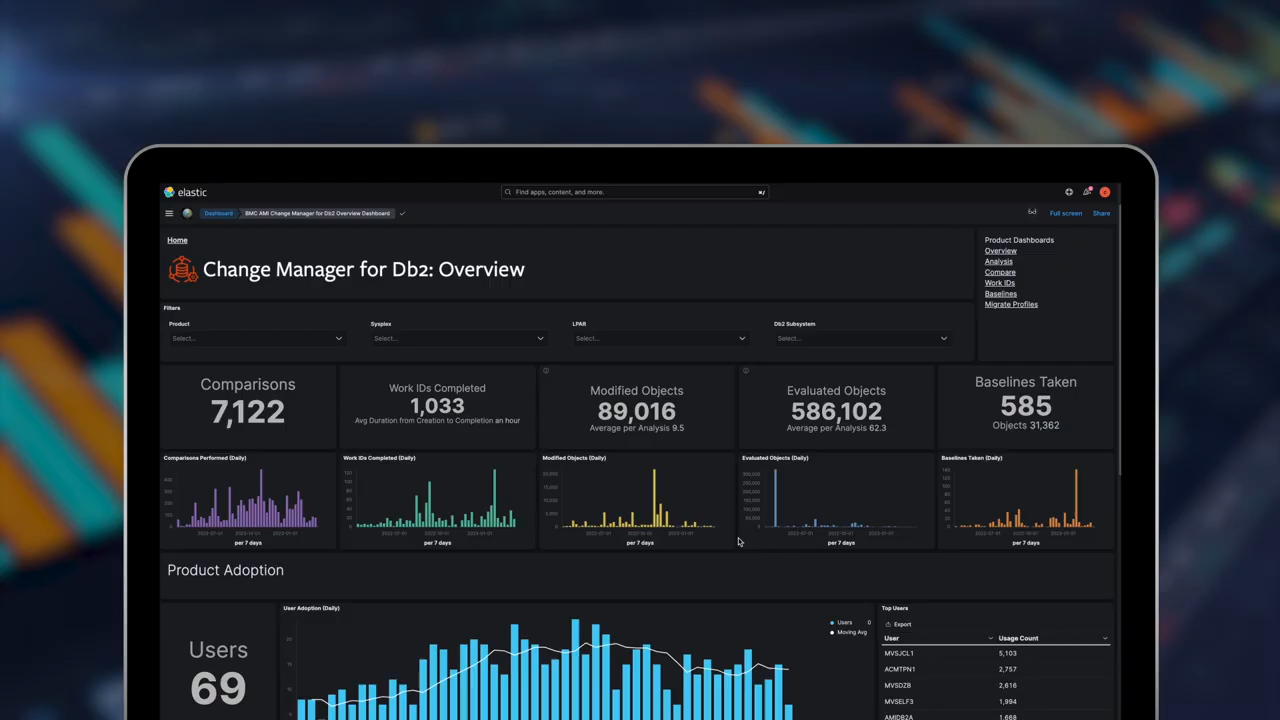 elastic
Find apps, content, and more.
Dashboard
BMC AMI Change Manager for Db2 Overview Dashboard
Full screen
Share
Home
Change Manager for Db2: Overview
Product Dashboards
Overview
Analysis
Compare
Work IDs
Baselines
Migrate Profiles
Filters
Product
Sysplex
LPAR
Db2 Subsystem
Select...
Select...
Select...
Select...
Comparisons
7,122
Work IDs Completed
1,033
Avg Duration from Creation to Completion an hour
Modified Objects
89,016
Average per Analysis 9.5
Evaluated Objects
586,102
Average per Analysis 62.3
Baselines Taken
585
Objects 31,362
Comparisons Performed (Daily)
per 7 days
Work IDs Completed (Daily)
per 7 days
Modified Objects (Daily)
per 7 days
Evaluated Objects (Daily)
per 7 days
Baselines Taken (Daily)
per 7 days
Product Adoption
Users
69
User Adoption (Daily)
Users 0
Moving Avg
Top Users
Export
User Usage Count
MVSJCL1 5,103
ACMTPN1 2,757
MVSDZB 2,616
MVSELF3 1,994
AMIDB2A 1,668